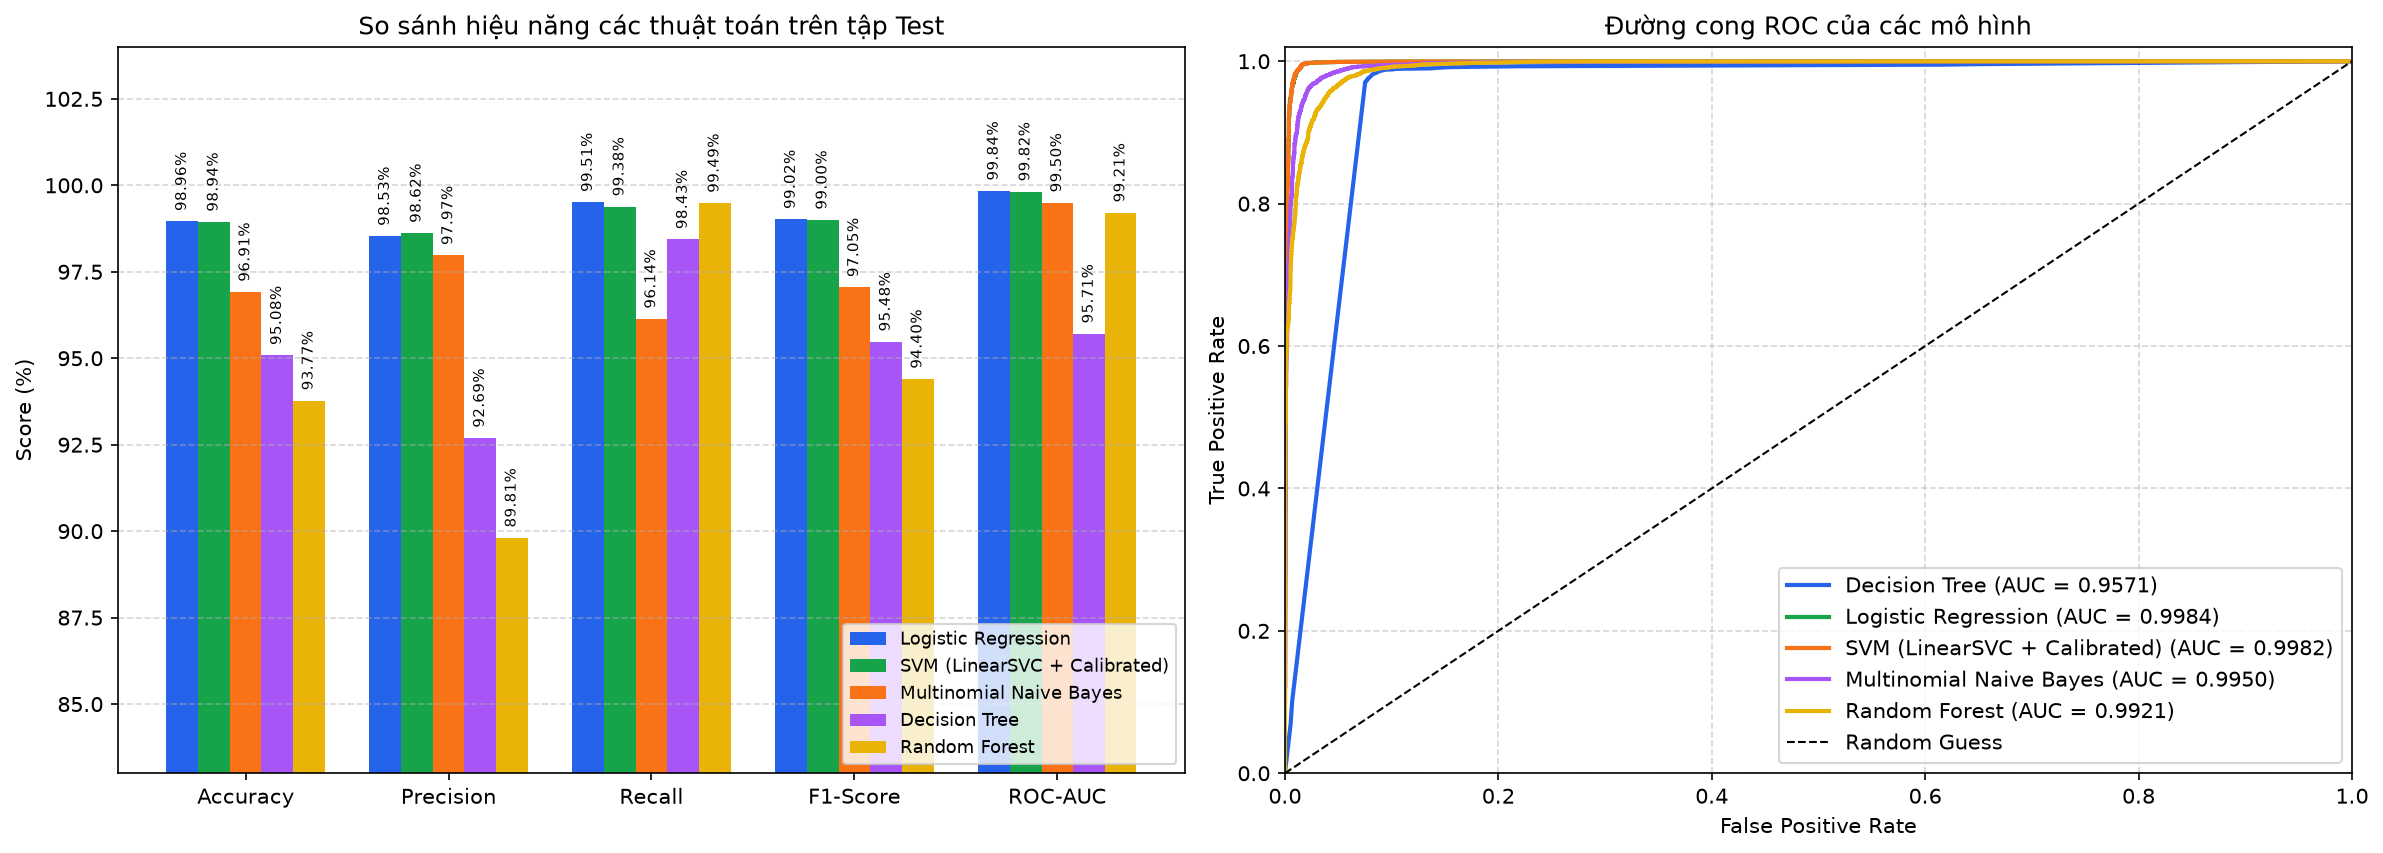 So sánh hiệu năng các thuật toán trên tập Test
Score (%)
102.5
100.0
97.5
95.0
92.5
90.0
87.5
85.0
98.96%
98.94%
96.91%
95.08%
93.77%
98.53%
98.62%
97.97%
92.69%
89.81%
99.51%
99.38%
96.14%
98.43%
99.49%
99.02%
99.00%
97.05%
95.48%
94.40%
99.84%
99.82%
99.50%
95.71%
99.21%
Logistic Regression
SVM (LinearSVC + Calibrated)
Multinomial Naive Bayes
Decision Tree
Random Forest
Accuracy
Precision
Recall
F1-Score
ROC-AUC
Đường cong ROC của các mô hình
True Positive Rate
1.0
0.8
0.6
0.4
0.2
0.0
Decision Tree (AUC = 0.9571)
Logistic Regression (AUC = 0.9984)
SVM (LinearSVC + Calibrated) (AUC = 0.9982)
Multinomial Naive Bayes (AUC = 0.9950)
Random Forest (AUC = 0.9921)
Random Guess
0.0
0.2
0.4
0.6
0.8
1.0
False Positive Rate